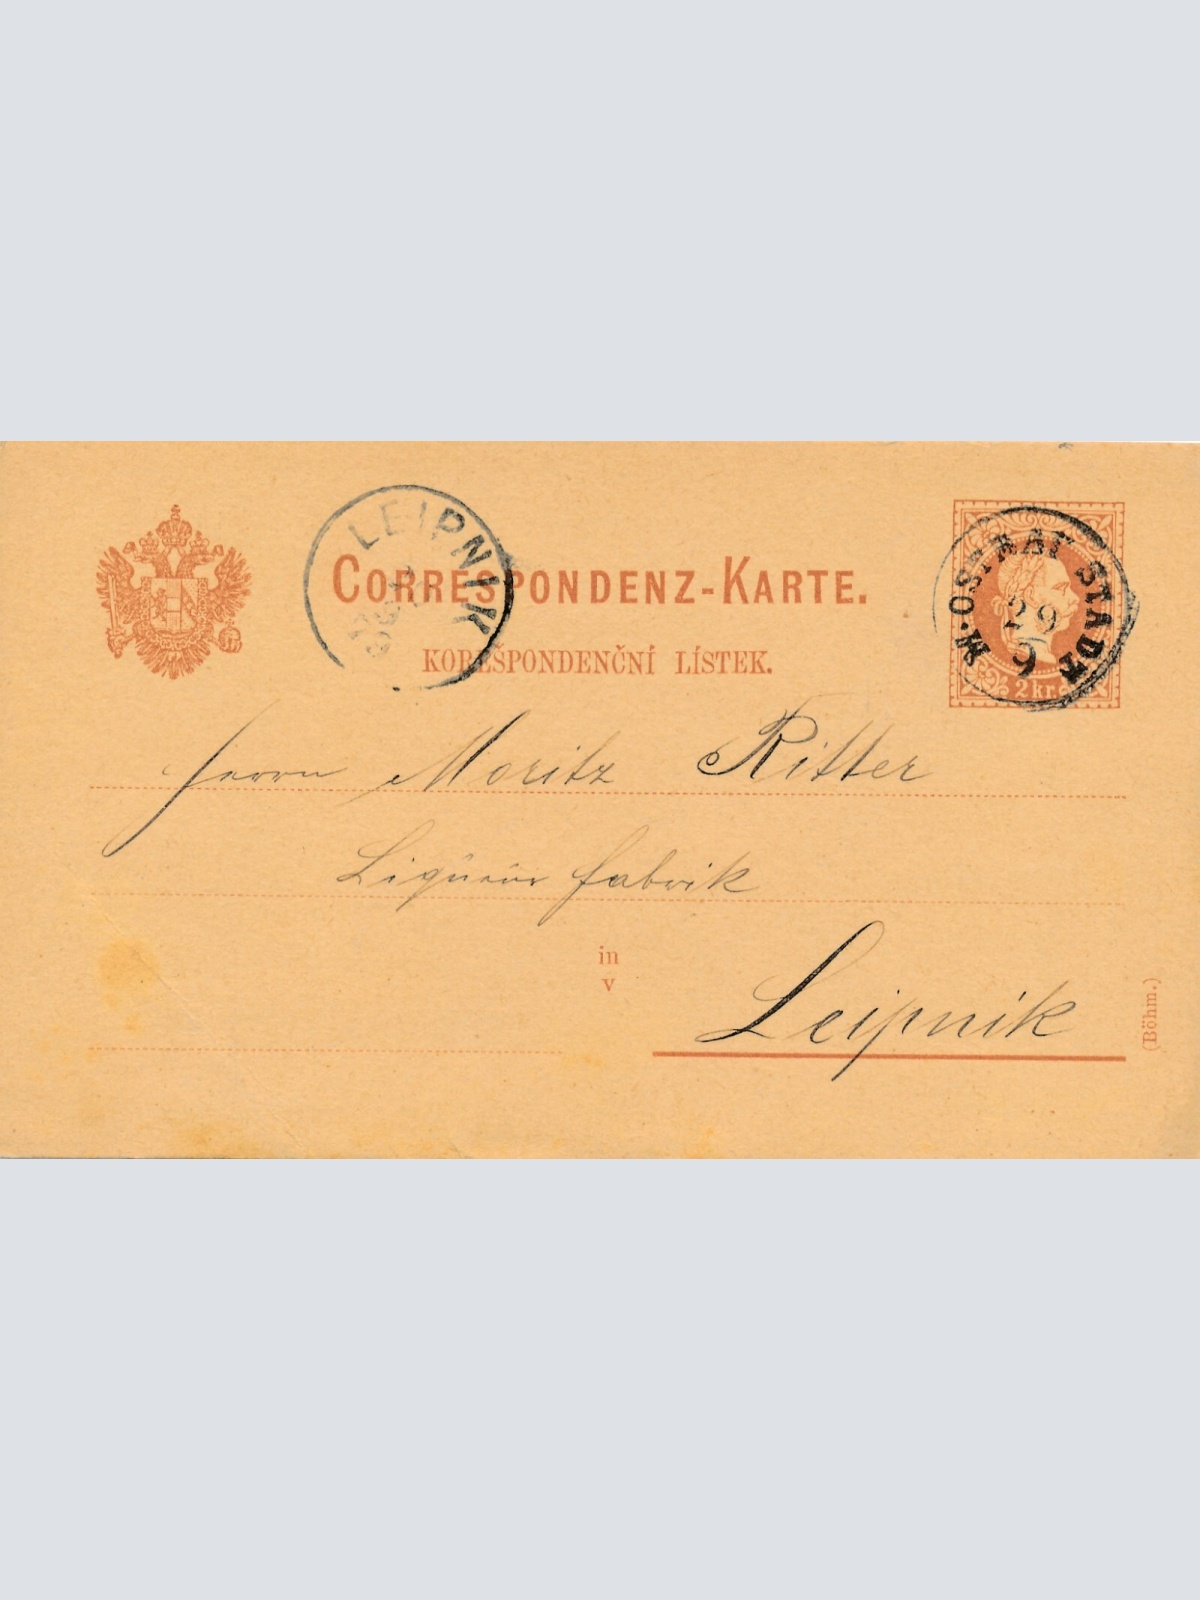 LEIPNIK
M. OSTRAU STADT
29
9
2 kr.
CORRESPONDENZ-KARTE.
KOREŠPONDENČNÍ LÍSTEK.
Herrn Moritz Ritter
Liqueur fabrik
in
v
Leipnik
(Böhm.)